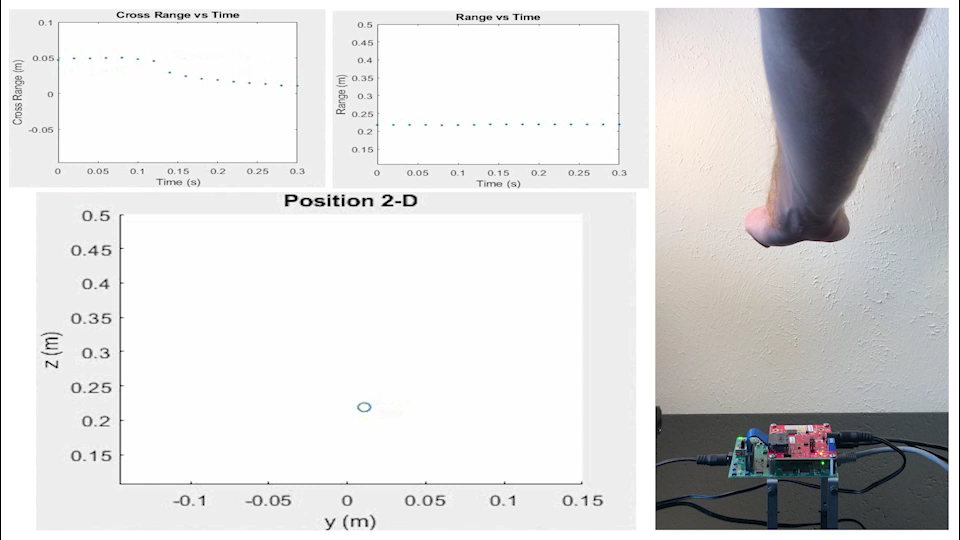 Cross Range vs Time
0.1
0.05
0
-0.05
Cross Range (m)
0 0.05 0.1 0.15 0.2 0.25 0.3
Time (s)
Range vs Time
0.5
0.45
0.4
0.35
0.3
0.25
0.2
0.15
Range (m)
0 0.05 0.1 0.15 0.2 0.25 0.3
Time (s)
Position 2-D
0.5
0.45
0.4
0.35
0.3
0.25
0.2
0.15
z (m)
-0.1 -0.05 0 0.05 0.1 0.15
y (m)